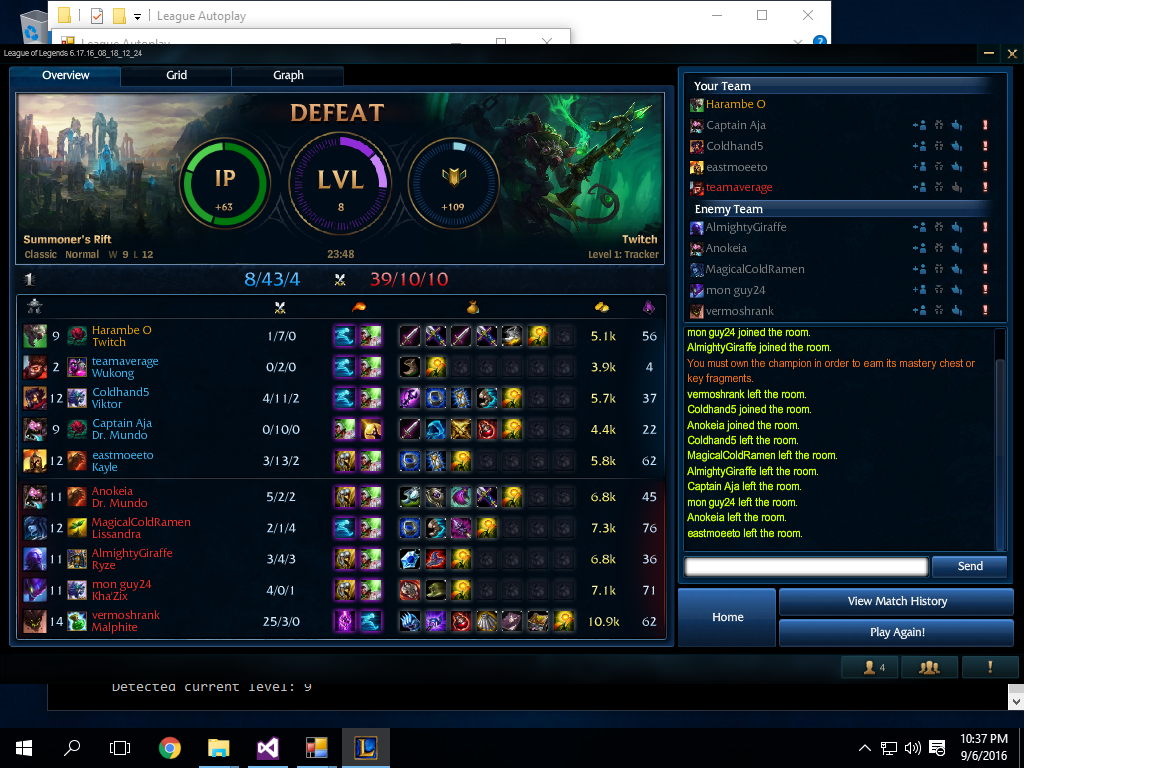 League Autoplay
League Autoplay
League of Legends 6.17.16_08_18_12_24
Overview
Grid
Graph
DEFEAT
IP
+63
LVL
8
+109
Summoner's Rift
Classic Normal W 9 L 12
23:48
Twitch
Level 1: Tracker
1
8/43/4
39/10/10
9 Harambe O 1/7/0 5.1k 56
Twitch
2 teamaverage 0/2/0 3.9k 4
Wukong
12 Coldhand5 4/11/2 5.7k 37
Viktor
9 Captain Aja 0/10/0 4.4k 22
Dr. Mundo
12 eastmoeeto 3/13/2 5.8k 62
Kayle
11 Anokeia 5/2/2 6.8k 45
Dr. Mundo
12 MagicalColdRamen 2/1/4 7.3k 76
Lissandra
11 AlmightyGiraffe 3/4/3 6.8k 36
Ryze
11 mon guy24 4/0/1 7.1k 71
Kha'Zix
14 vermoshrank 25/3/0 10.9k 62
Malphite
Your Team
Harambe O
Captain Aja
Coldhand5
eastmoeeto
teamaverage
Enemy Team
AlmightyGiraffe
Anokeia
MagicalColdRamen
mon guy24
vermoshrank
mon guy24 joined the room.
AlmightyGiraffe joined the room.
You must own the champion in order to earn its mastery chest or
key fragments.
vermoshrank left the room.
Coldhand5 joined the room.
Anokeia joined the room.
Coldhand5 left the room.
MagicalColdRamen left the room.
AlmightyGiraffe left the room.
Captain Aja left the room.
mon guy24 left the room.
Anokeia left the room.
eastmoeeto left the room.
Send
Home
View Match History
Play Again!
4
Detected current level: 9
10:37 PM
9/6/2016